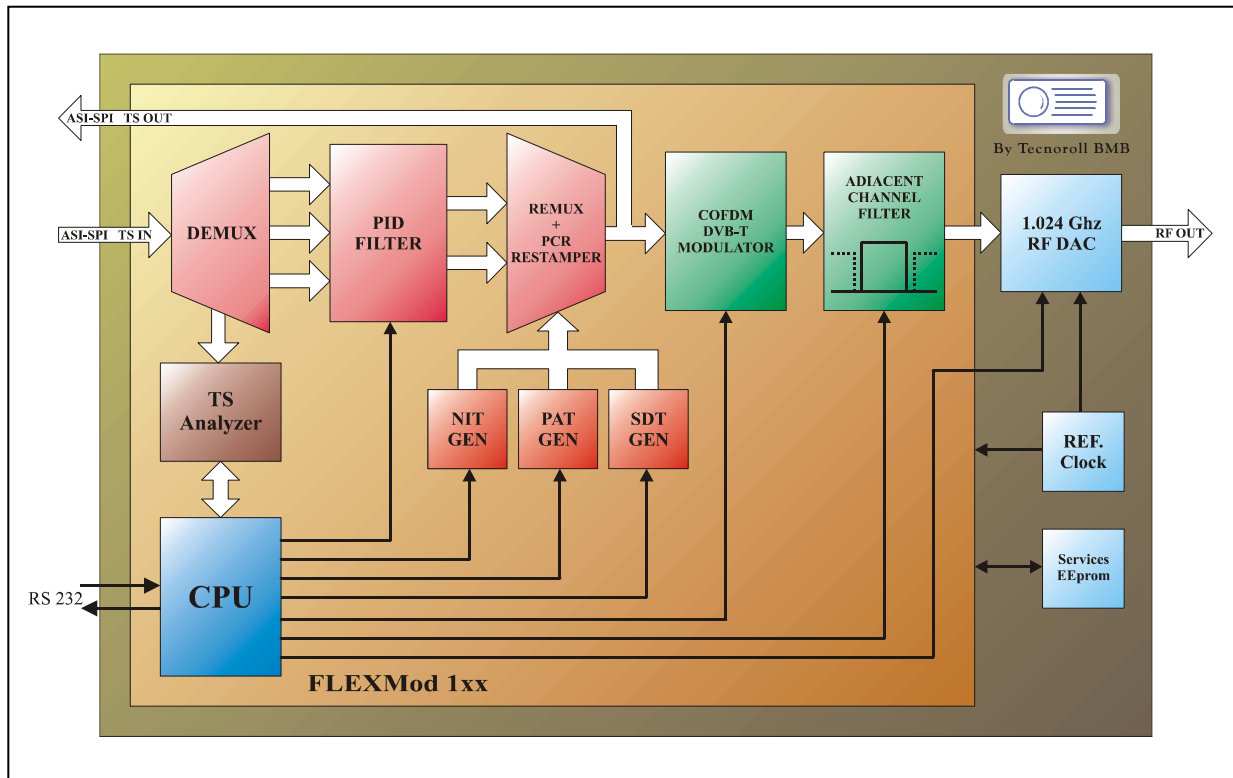 ASI-SPI TS OUT
By Tecnoroll BMB
ASI-SPI TS IN
DEMUX
PID
FILTER
REMUX
+
PCR
RESTAMPER
COFDM
DVB-T
MODULATOR
ADIACENT
CHANNEL
FILTER
1.024 Ghz
RF DAC
RF OUT
TS
Analyzer
NIT
GEN
PAT
GEN
SDT
GEN
REF.
Clock
Services
EEprom
CPU
RS 232
FLEXMod 1xx